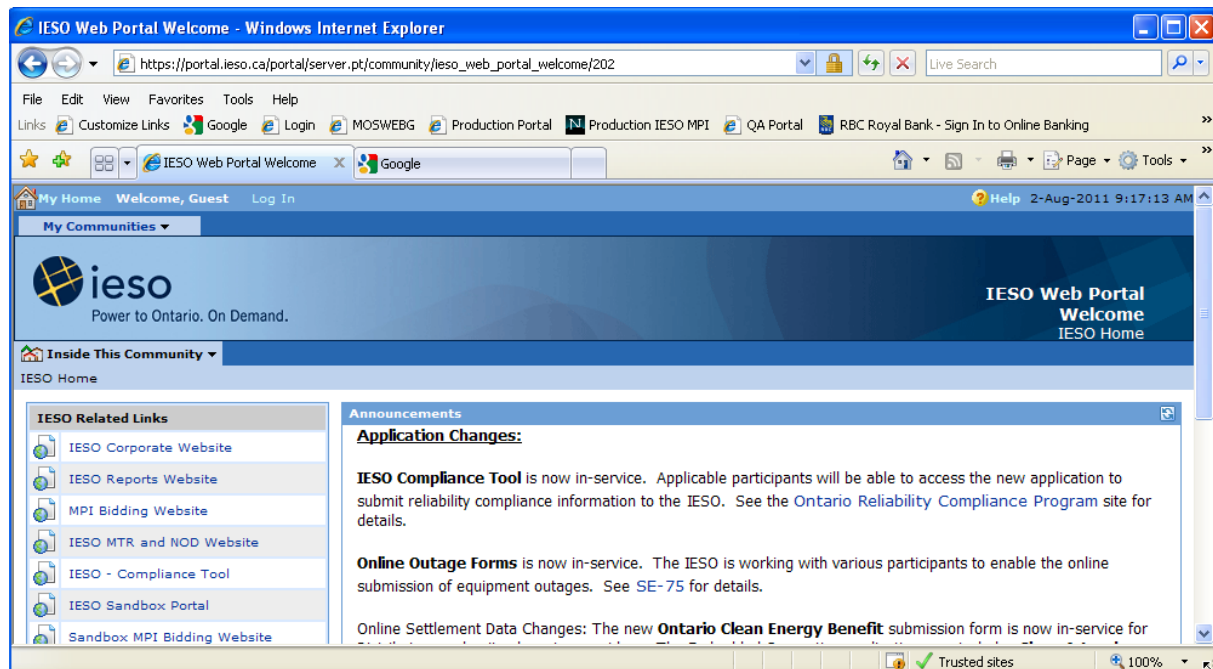 IESO Web Portal Welcome - Windows Internet Explorer
https://portal.ieso.ca/portal/server.pt/community/ieso_web_portal_welcome/202
Live Search
File Edit View Favorites Tools Help
Links Customize Links Google Login MOSWEBG Production Portal Production IESO MPI QA Portal RBC Royal Bank - Sign In to Online Banking »
IESO Web Portal Welcome Google Page Tools »
My Home Welcome, Guest Log In Help 2-Aug-2011 9:17:13 AM
My Communities
ieso
Power to Ontario. On Demand.
IESO Web Portal
Welcome
IESO Home
Inside This Community
IESO Home
IESO Related Links
IESO Corporate Website
IESO Reports Website
MPI Bidding Website
IESO MTR and NOD Website
IESO - Compliance Tool
IESO Sandbox Portal
Sandbox MPI Bidding Website
Announcements
Application Changes:
IESO Compliance Tool is now in-service. Applicable participants will be able to access the new application to
submit reliability compliance information to the IESO. See the Ontario Reliability Compliance Program site for
details.
Online Outage Forms is now in-service. The IESO is working with various participants to enable the online
submission of equipment outages. See SE-75 for details.
Online Settlement Data Changes: The new Ontario Clean Energy Benefit submission form is now in-service for
Trusted sites 100%